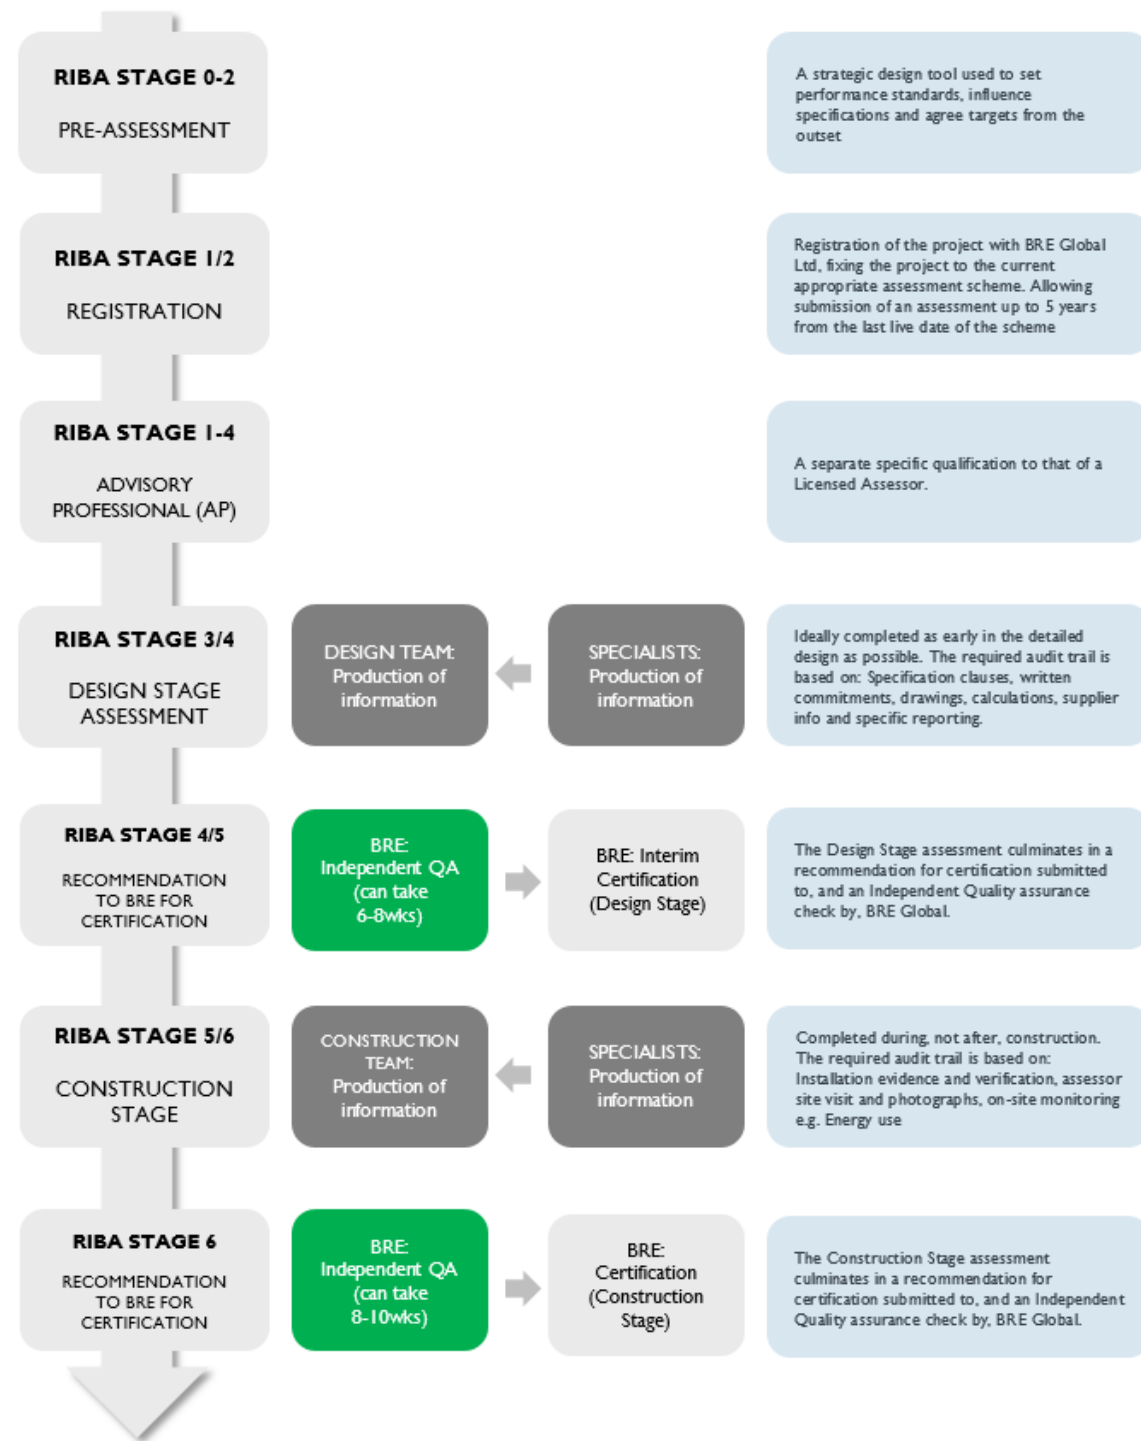 RIBA STAGE 0-2
PRE-ASSESSMENT
A strategic design tool used to set
performance standards, influence
specifications and agree targets from the
outset
RIBA STAGE 1/2
REGISTRATION
Registration of the project with BRE Global
Ltd, fixing the project to the current
appropriate assessment scheme. Allowing
submission of an assessment up to 5 years
from the last live date of the scheme
RIBA STAGE 1-4
ADVISORY
PROFESSIONAL (AP)
A separate specific qualification to that of a
Licensed Assessor.
RIBA STAGE 3/4
DESIGN STAGE
ASSESSMENT
DESIGN TEAM:
Production of
information
SPECIALISTS:
Production of
information
Ideally completed as early in the detailed
design as possible. The required audit trail is
based on: Specification clauses, written
commitments, drawings, calculations, supplier
info and specific reporting.
RIBA STAGE 4/5
RECOMMENDATION
TO BRE FOR
CERTIFICATION
BRE:
Independent QA
(can take
6-8wks)
BRE: Interim
Certification
(Design Stage)
The Design Stage assessment culminates in a
recommendation for certification submitted
to, and an Independent Quality assurance
check by, BRE Global.
RIBA STAGE 5/6
CONSTRUCTION
STAGE
CONSTRUCTION
TEAM:
Production of
information
SPECIALISTS:
Production of
information
Completed during, not after, construction.
The required audit trail is based on:
Installation evidence and verification, assessor
site visit and photographs, on-site monitoring
e.g. Energy use
RIBA STAGE 6
RECOMMENDATION
TO BRE FOR
CERTIFICATION
BRE:
Independent QA
(can take
8-10wks)
BRE:
Certification
(Construction
Stage)
The Construction Stage assessment
culminates in a recommendation for
certification submitted to, and an Independent
Quality assurance check by, BRE Global.